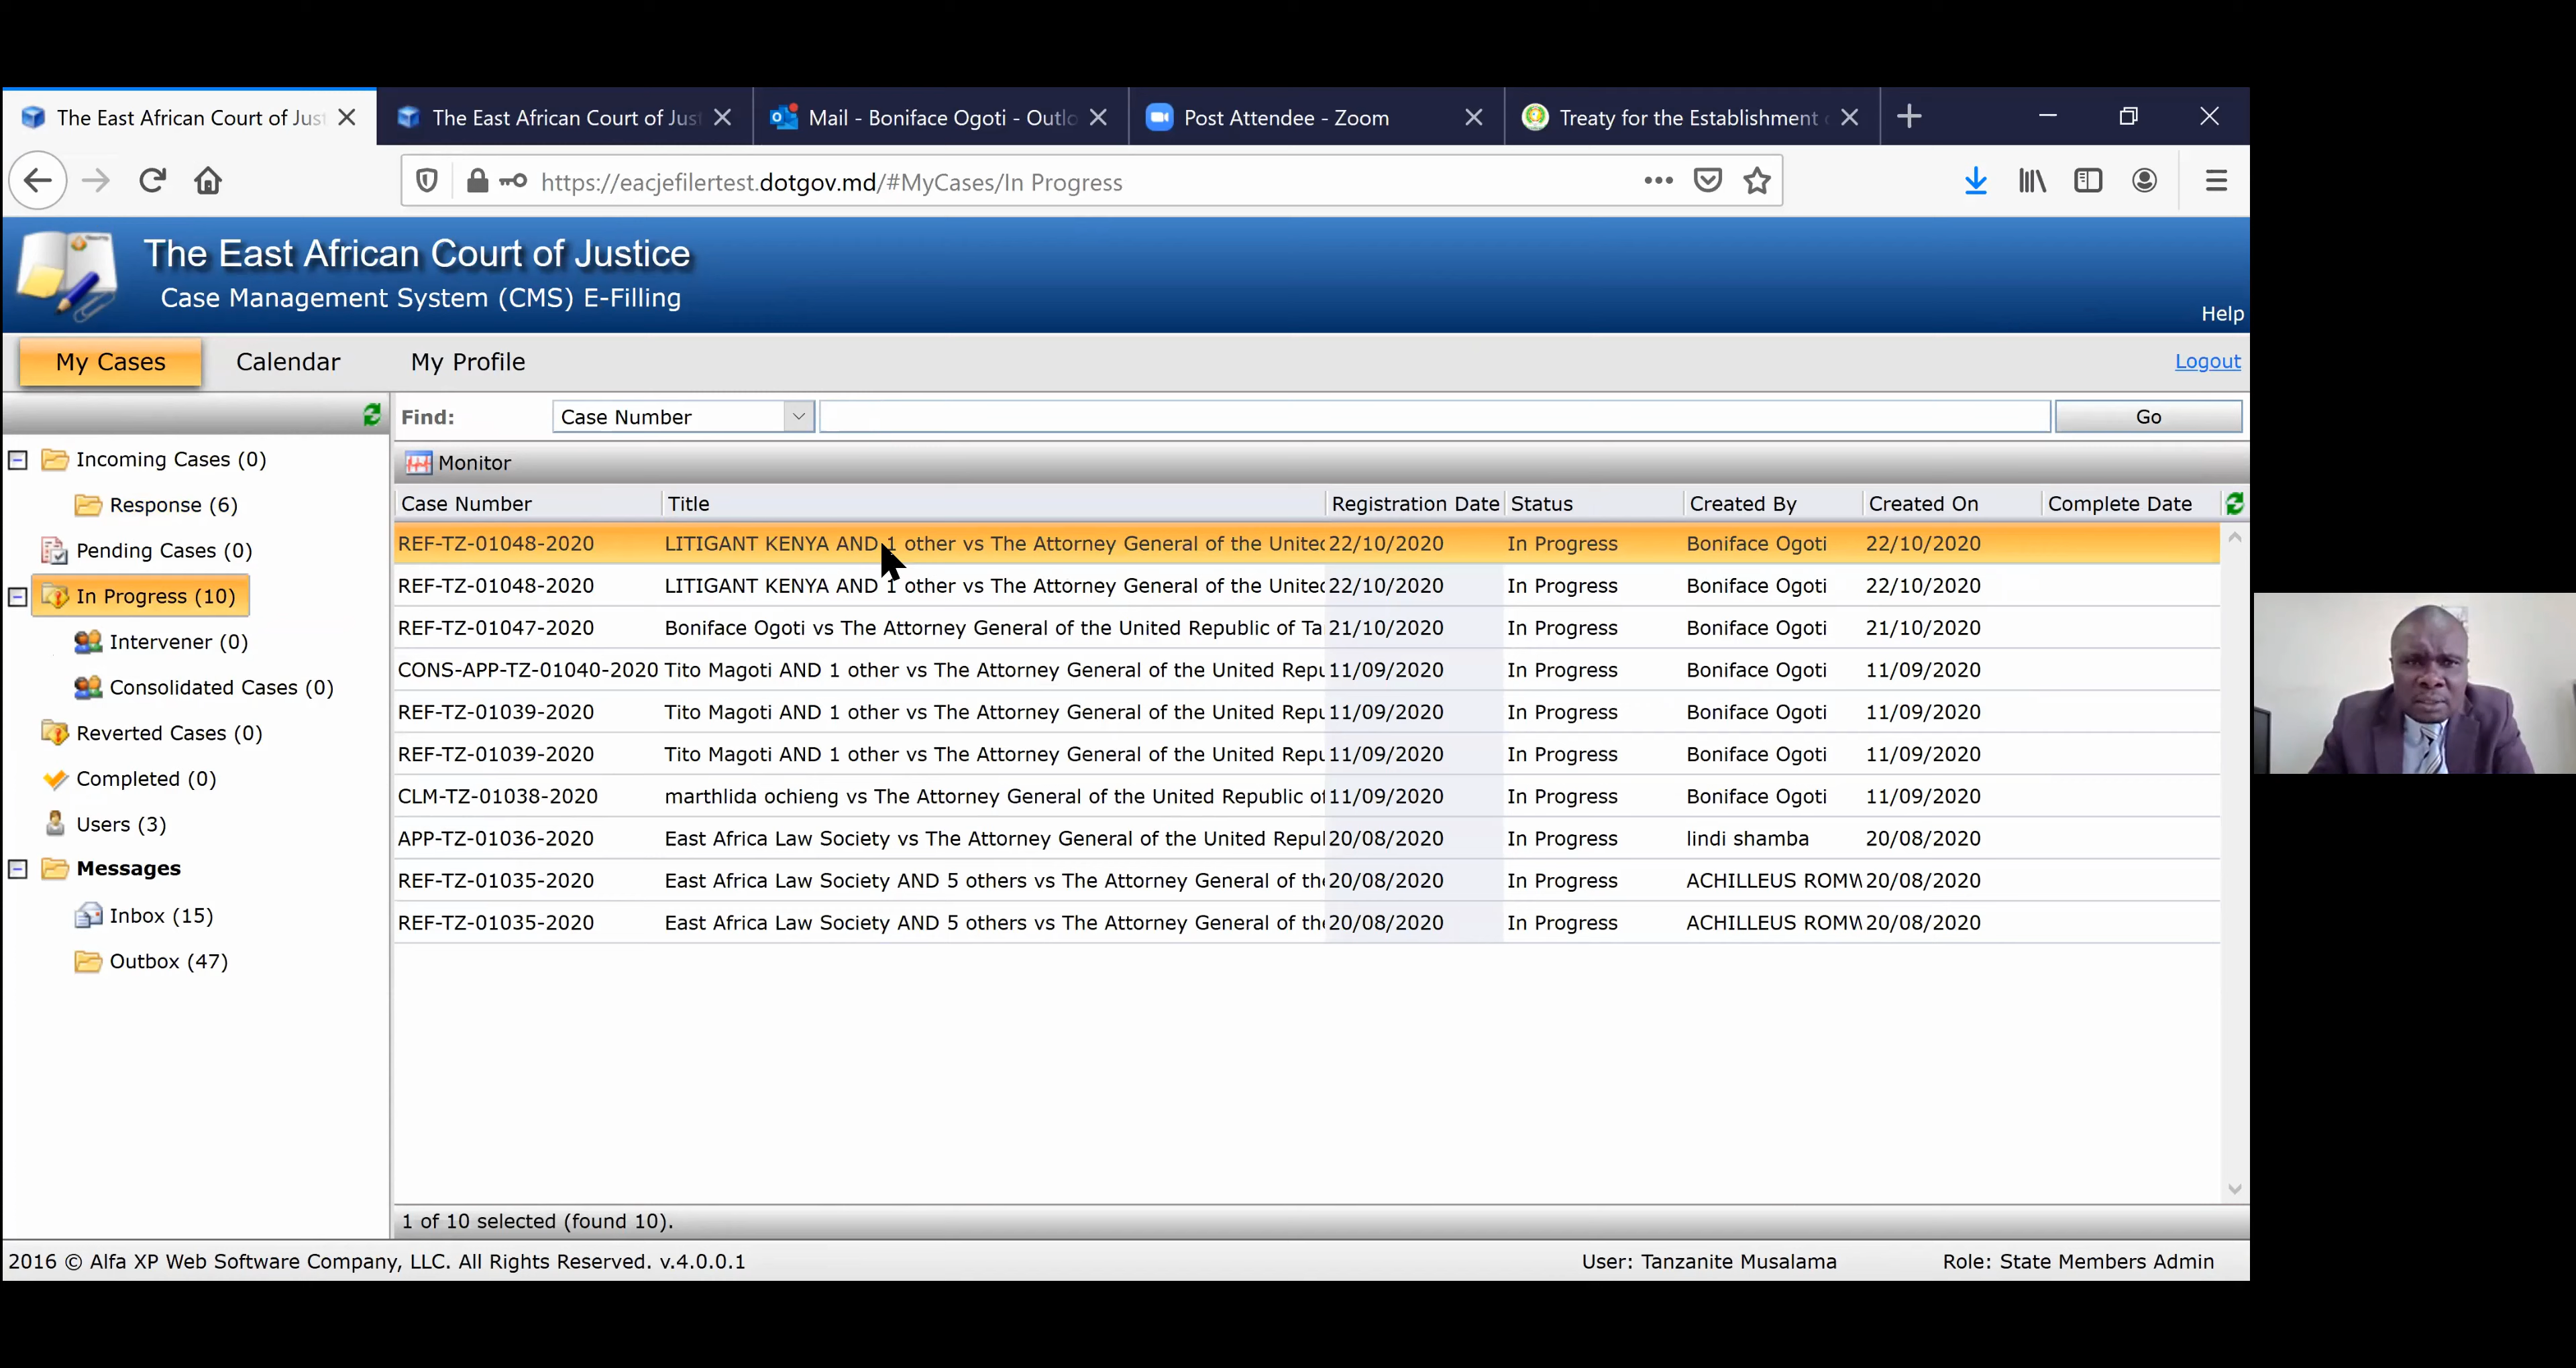 The East African Court of Jus
The East African Court of Jus
Mail - Boniface Ogoti - Outlo
Post Attendee - Zoom
Treaty for the Establishment
https://eacjefilertest.dotgov.md/#MyCases/In Progress
The East African Court of Justice
Case Management System (CMS) E-Filling
Help
My Cases Calendar My Profile Logout
Find: Case Number Go
Monitor
Incoming Cases (0)
Response (6)
Pending Cases (0)
In Progress (10)
Intervener (0)
Consolidated Cases (0)
Reverted Cases (0)
Completed (0)
Users (3)
Messages
Inbox (15)
Outbox (47)
Case Number Title Registration Date Status Created By Created On Complete Date
REF-TZ-01048-2020 LITIGANT KENYA AND 1 other vs The Attorney General of the United 22/10/2020 In Progress Boniface Ogoti 22/10/2020
REF-TZ-01048-2020 LITIGANT KENYA AND 1 other vs The Attorney General of the United 22/10/2020 In Progress Boniface Ogoti 22/10/2020
REF-TZ-01047-2020 Boniface Ogoti vs The Attorney General of the United Republic of Ta 21/10/2020 In Progress Boniface Ogoti 21/10/2020
CONS-APP-TZ-01040-2020 Tito Magoti AND 1 other vs The Attorney General of the United Repu 11/09/2020 In Progress Boniface Ogoti 11/09/2020
REF-TZ-01039-2020 Tito Magoti AND 1 other vs The Attorney General of the United Repu 11/09/2020 In Progress Boniface Ogoti 11/09/2020
REF-TZ-01039-2020 Tito Magoti AND 1 other vs The Attorney General of the United Repu 11/09/2020 In Progress Boniface Ogoti 11/09/2020
CLM-TZ-01038-2020 marthlida ochieng vs The Attorney General of the United Republic of 11/09/2020 In Progress Boniface Ogoti 11/09/2020
APP-TZ-01036-2020 East Africa Law Society vs The Attorney General of the United Repul 20/08/2020 In Progress lindi shamba 20/08/2020
REF-TZ-01035-2020 East Africa Law Society AND 5 others vs The Attorney General of the 20/08/2020 In Progress ACHILLEUS ROMW 20/08/2020
REF-TZ-01035-2020 East Africa Law Society AND 5 others vs The Attorney General of the 20/08/2020 In Progress ACHILLEUS ROMW 20/08/2020
1 of 10 selected (found 10).
2016 © Alfa XP Web Software Company, LLC. All Rights Reserved. v.4.0.0.1 User: Tanzanite Musalama Role: State Members Admin